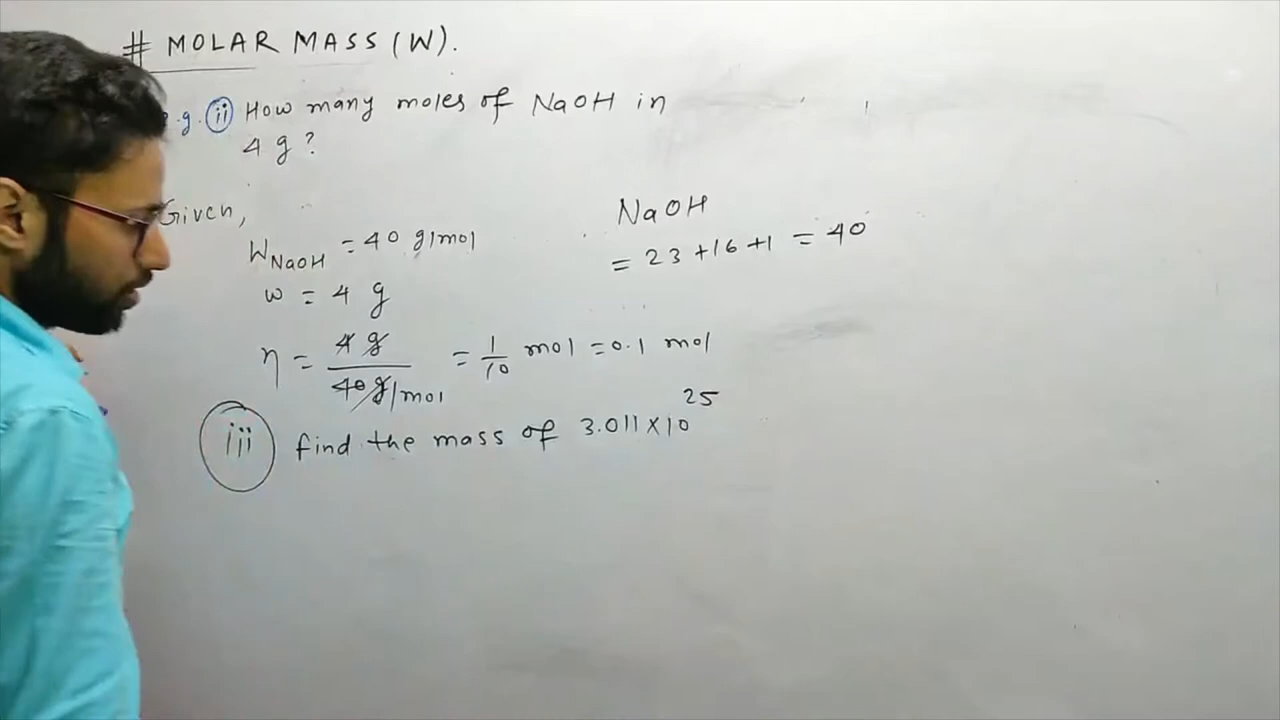 # MOLAR MASS (W).
e.g. (ii) How many moles of NaOH in
4 g ?
Given,
W NaOH = 40 g/mol
w = 4 g
η = 4 g / 40 g/mol = 1/10 mol = 0.1 mol
NaOH
= 23 + 16 + 1 = 40
(iii) find the mass of 3.011 × 10^25